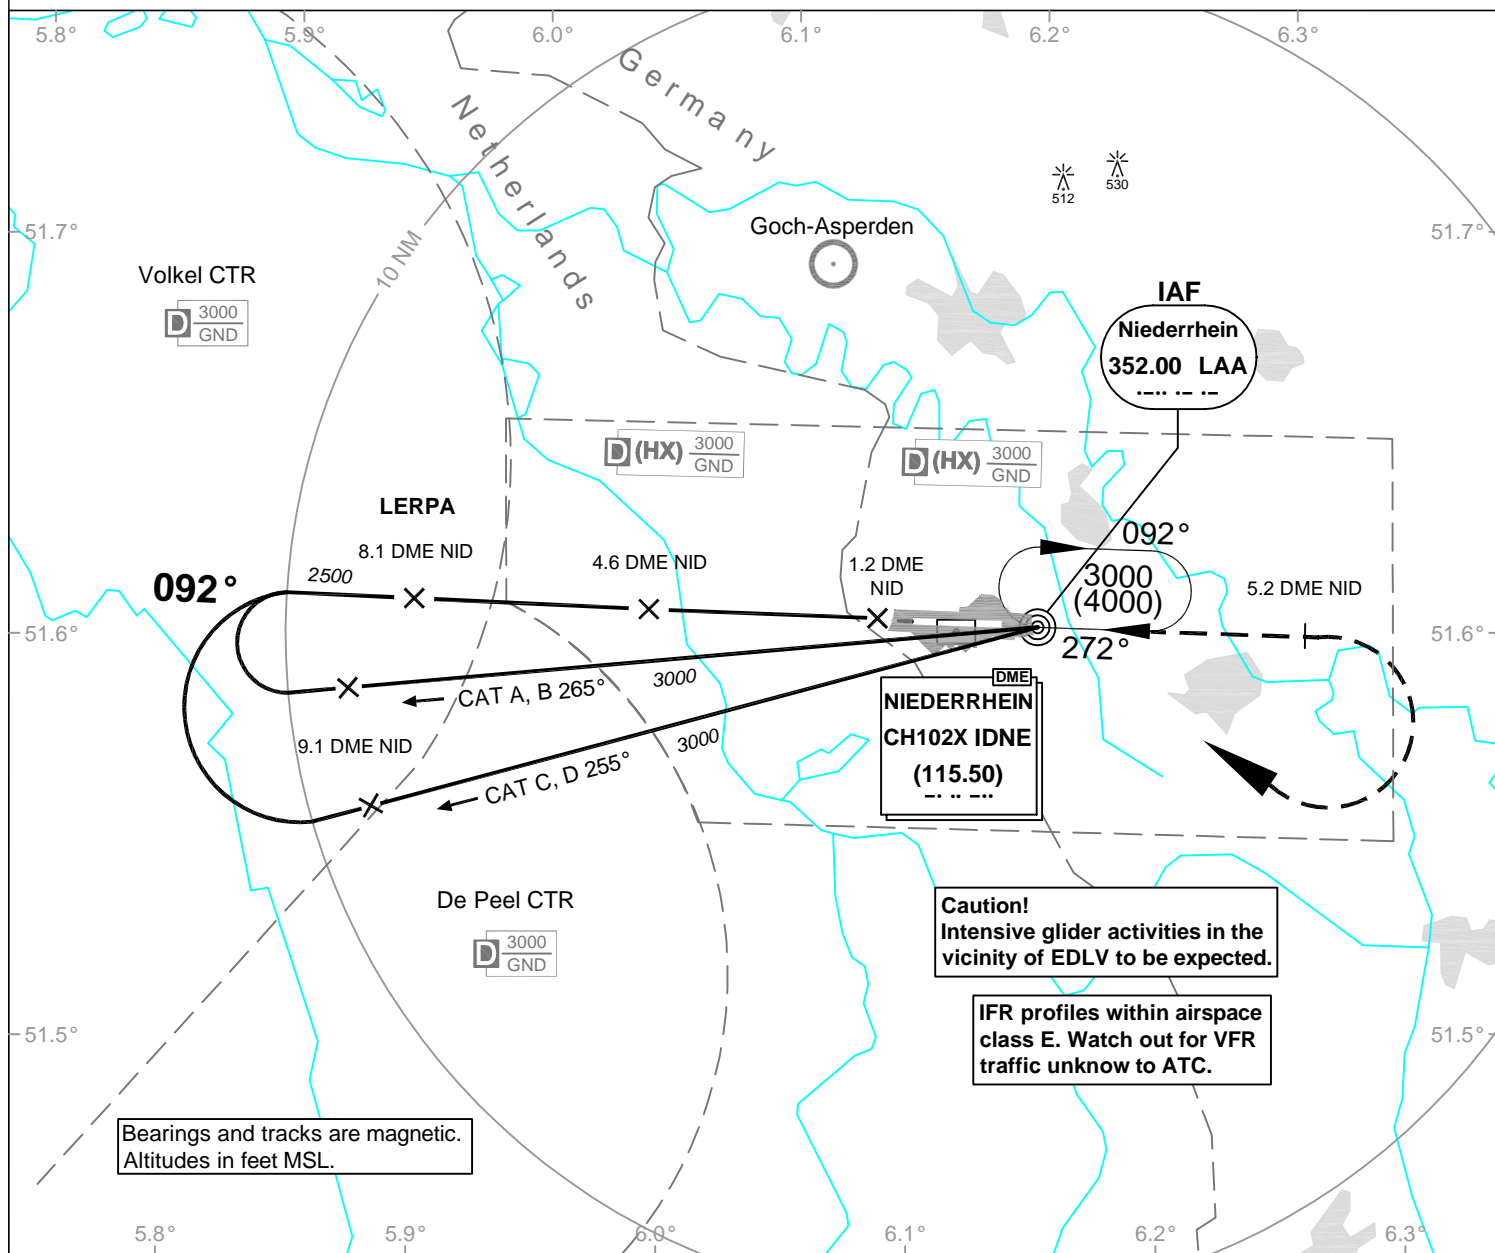 5.8° 5.9° 6.0° 6.1° 6.2° 6.3°
Germany
Netherlands
512
530
51.7°
51.7°
Goch-Asperden
10 NM
Volkel CTR
D 3000
GND
IAF
Niederrhein
352.00 LAA
D (HX) 3000
GND
D (HX) 3000
GND
LERPA
8.1 DME NID
4.6 DME NID
1.2 DME
NID
092°
3000
(4000)
272°
5.2 DME NID
092°
2500
51.6°
51.6°
CAT A, B 265°
3000
9.1 DME NID
CAT C, D 255°
3000
DME
NIEDERRHEIN
CH102X IDNE
(115.50)
De Peel CTR
D 3000
GND
Caution!
Intensive glider activities in the
vicinity of EDLV to be expected.
IFR profiles within airspace
class E. Watch out for VFR
traffic unknow to ATC.
51.5°
51.5°
Bearings and tracks are magnetic.
Altitudes in feet MSL.
5.8° 5.9° 6.0° 6.1° 6.2° 6.3°